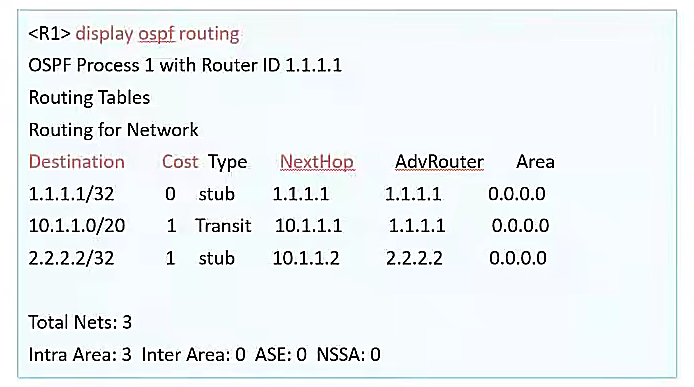 <R1> display ospf routing
OSPF Process 1 with Router ID 1.1.1.1
Routing Tables
Routing for Network
Destination Cost Type NextHop AdvRouter Area
1.1.1.1/32 0 stub 1.1.1.1 1.1.1.1 0.0.0.0
10.1.1.0/20 1 Transit 10.1.1.1 1.1.1.1 0.0.0.0
2.2.2.2/32 1 stub 10.1.1.2 2.2.2.2 0.0.0.0
Total Nets: 3
Intra Area: 3 Inter Area: 0 ASE: 0 NSSA: 0